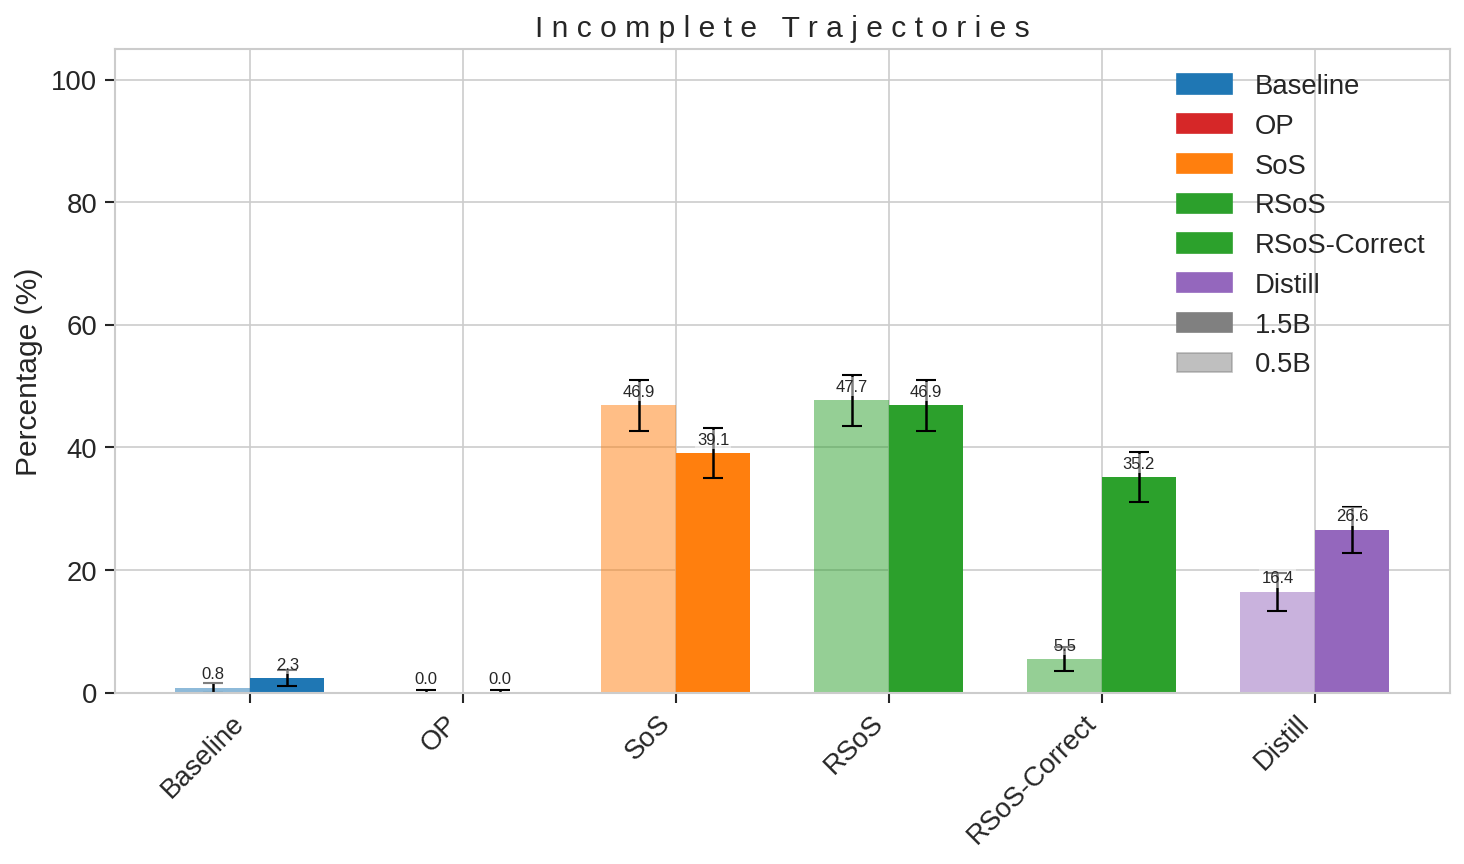 Incomplete Trajectories
Percentage (%)
100
80
60
40
20
0
Baseline
OP
SoS
RSoS
RSoS-Correct
Distill
1.5B
0.5B
0.8
2.3
0.0
0.0
46.9
39.1
47.7
46.9
5.5
35.2
16.4
26.6
Baseline
OP
SoS
RSoS
RSoS-Correct
Distill